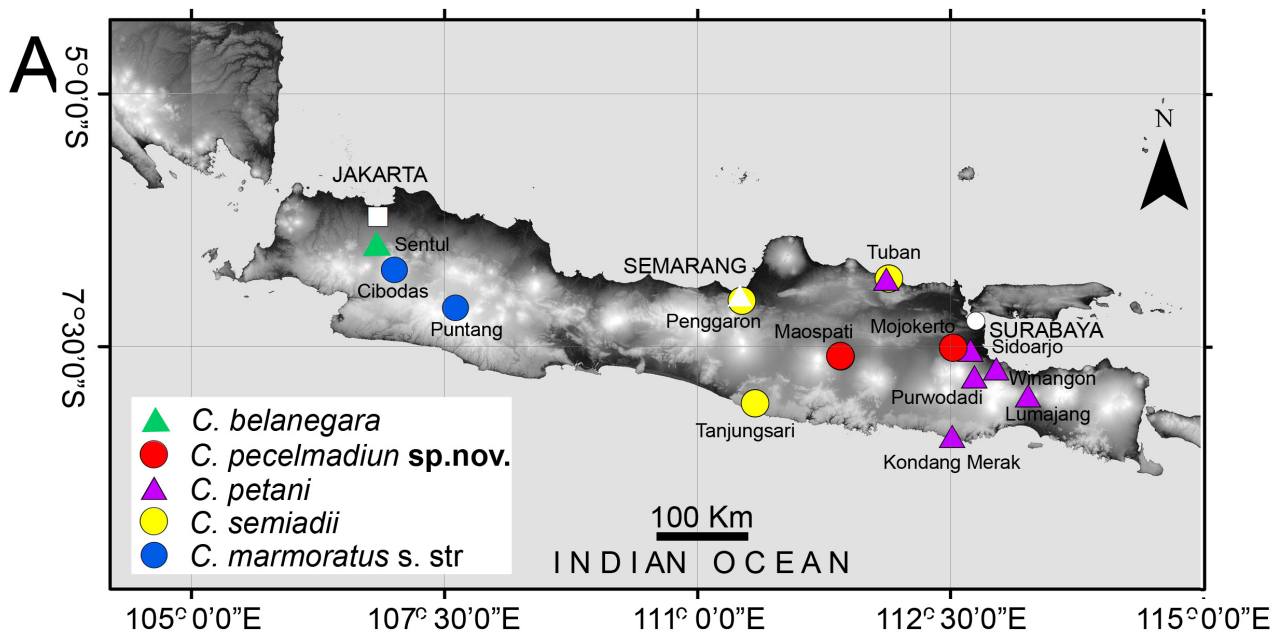 A
5°0'0"S
N
JAKARTA
Sentul
Cibodas
Puntang
SEMARANG
Penggaron
Tuban
Maospati
Mojokerto
SURABAYA
Sidoarjo
7°30'0"S
Winangon
Purwodadi
Lumajang
Tanjungsari
Kondang Merak
C. belanegara
C. pecelmadiun sp.nov.
C. petani
C. semiadii
C. marmoratus s. str
100 Km
INDIAN OCEAN
105°0'0"E
107°30'0"E
111°0'0"E
112°30'0"E
115°0'0"E